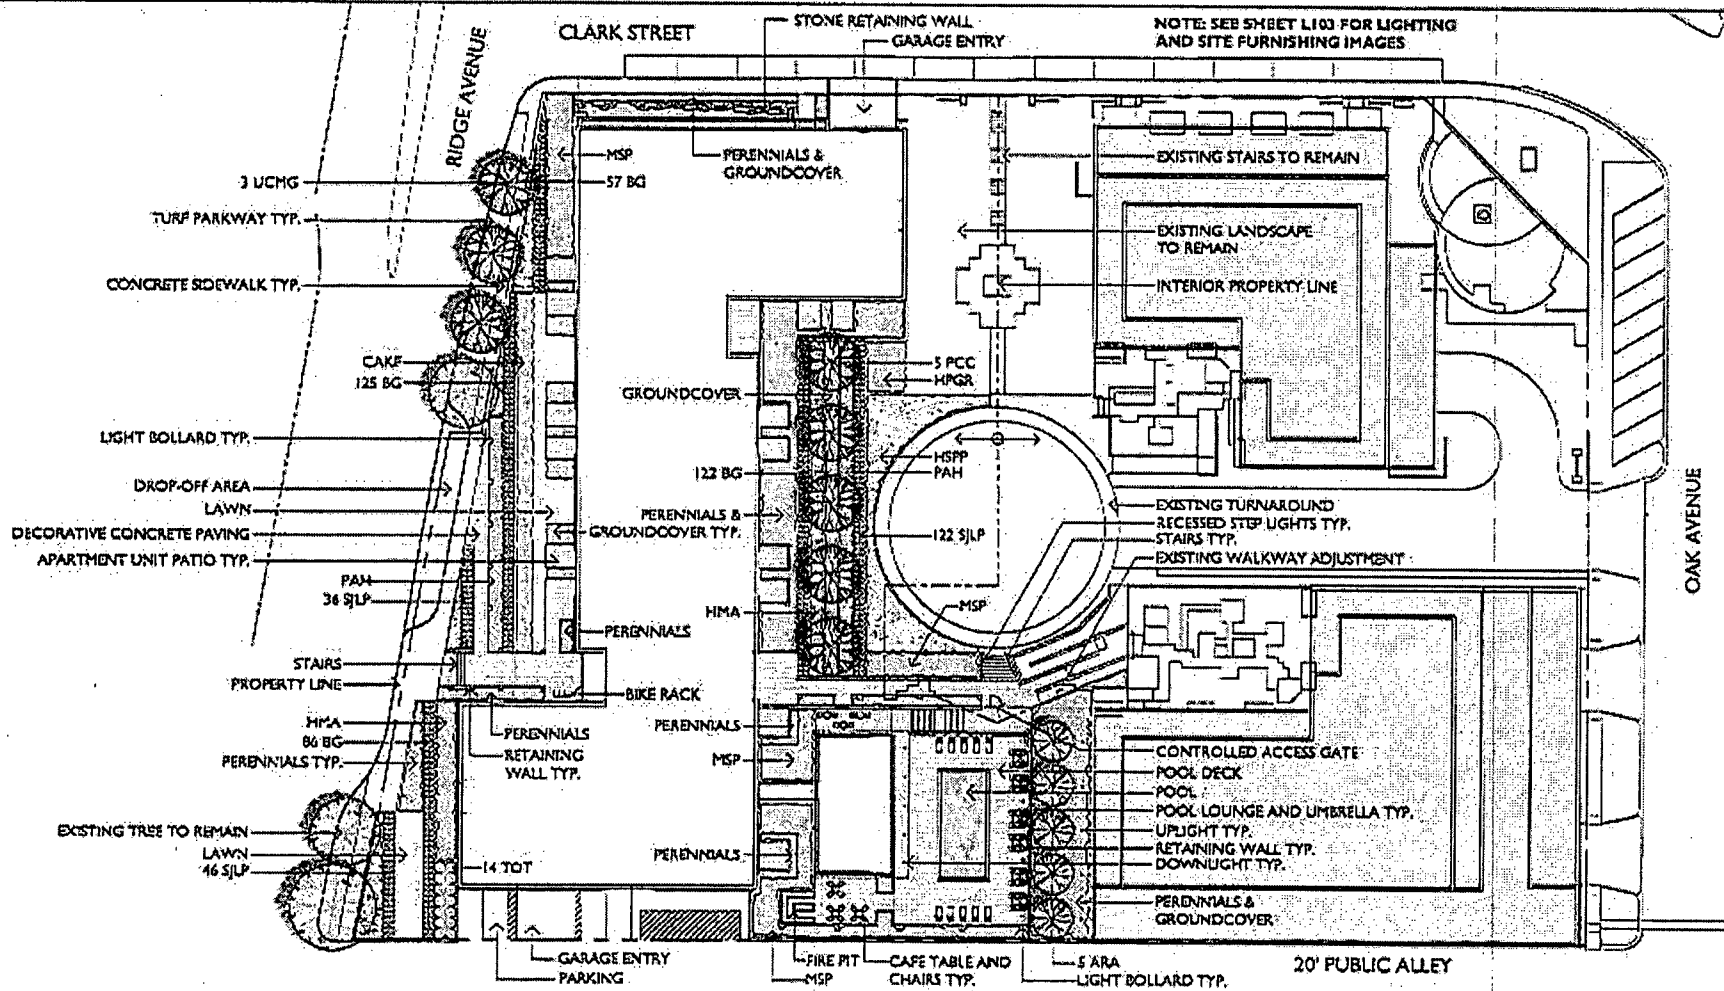 CLARK STREET
STONE RETAINING WALL
GARAGE ENTRY
NOTE: SEE SHEET L103 FOR LIGHTING
AND SITE FURNISHING IMAGES
RIDGE AVENUE
MSP
PERENNIALS &
GROUNDCOVER
EXISTING STAIRS TO REMAIN
3 UCMG
57 BG
TURF PARKWAY TYP.
EXISTING LANDSCAPE
TO REMAIN
CONCRETE SIDEWALK TYP.
INTERIOR PROPERTY LINE
CAKF
125 BG
5 PCC
HPGR
GROUNDCOVER
LIGHT BOLLARD TYP.
HSPP
122 BG
PAH
DROP-OFF AREA
LAWN
DECORATIVE CONCRETE PAVING
APARTMENT UNIT PATIO TYP.
PERENNIALS &
GROUNDCOVER TYP.
122 SJLP
EXISTING TURNAROUND
RECESSED STEP LIGHTS TYP.
STAIRS TYP.
EXISTING WALKWAY ADJUSTMENT
OAK AVENUE
PAH
36 SJLP
HMA
MSP
PERENNIALS
STAIRS
PROPERTY LINE
BIKE RACK
HMA
86 BG
PERENNIALS TYP.
PERENNIALS
RETAINING
WALL TYP.
PERENNIALS
MSP
CONTROLLED ACCESS GATE
POOL DECK
POOL
POOL LOUNGE AND UMBRELLA TYP.
UPLIGHT TYP.
RETAINING WALL TYP.
DOWNLIGHT TYP.
EXISTING TREE TO REMAIN
LAWN
46 SJLP
14 TOT
PERENNIALS
PERENNIALS &
GROUNDCOVER
GARAGE ENTRY
PARKING
FIRE PIT
MSP
CAFE TABLE AND
CHAIRS TYP.
5 ARA
LIGHT BOLLARD TYP.
20' PUBLIC ALLEY